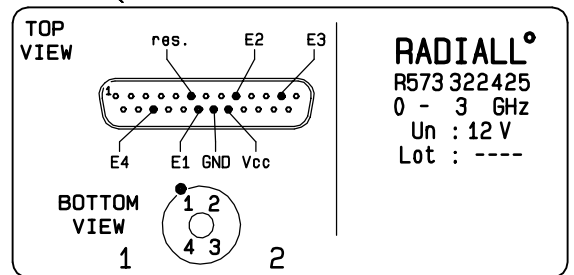 TOP
VIEW
res.
E2
E3
1
E4
E1
GND
Vcc
BOTTOM
VIEW
1 2
4 3
1
2
RADIALL°
R573 322425
0 - 3 GHz
Un : 12 V
Lot : ----